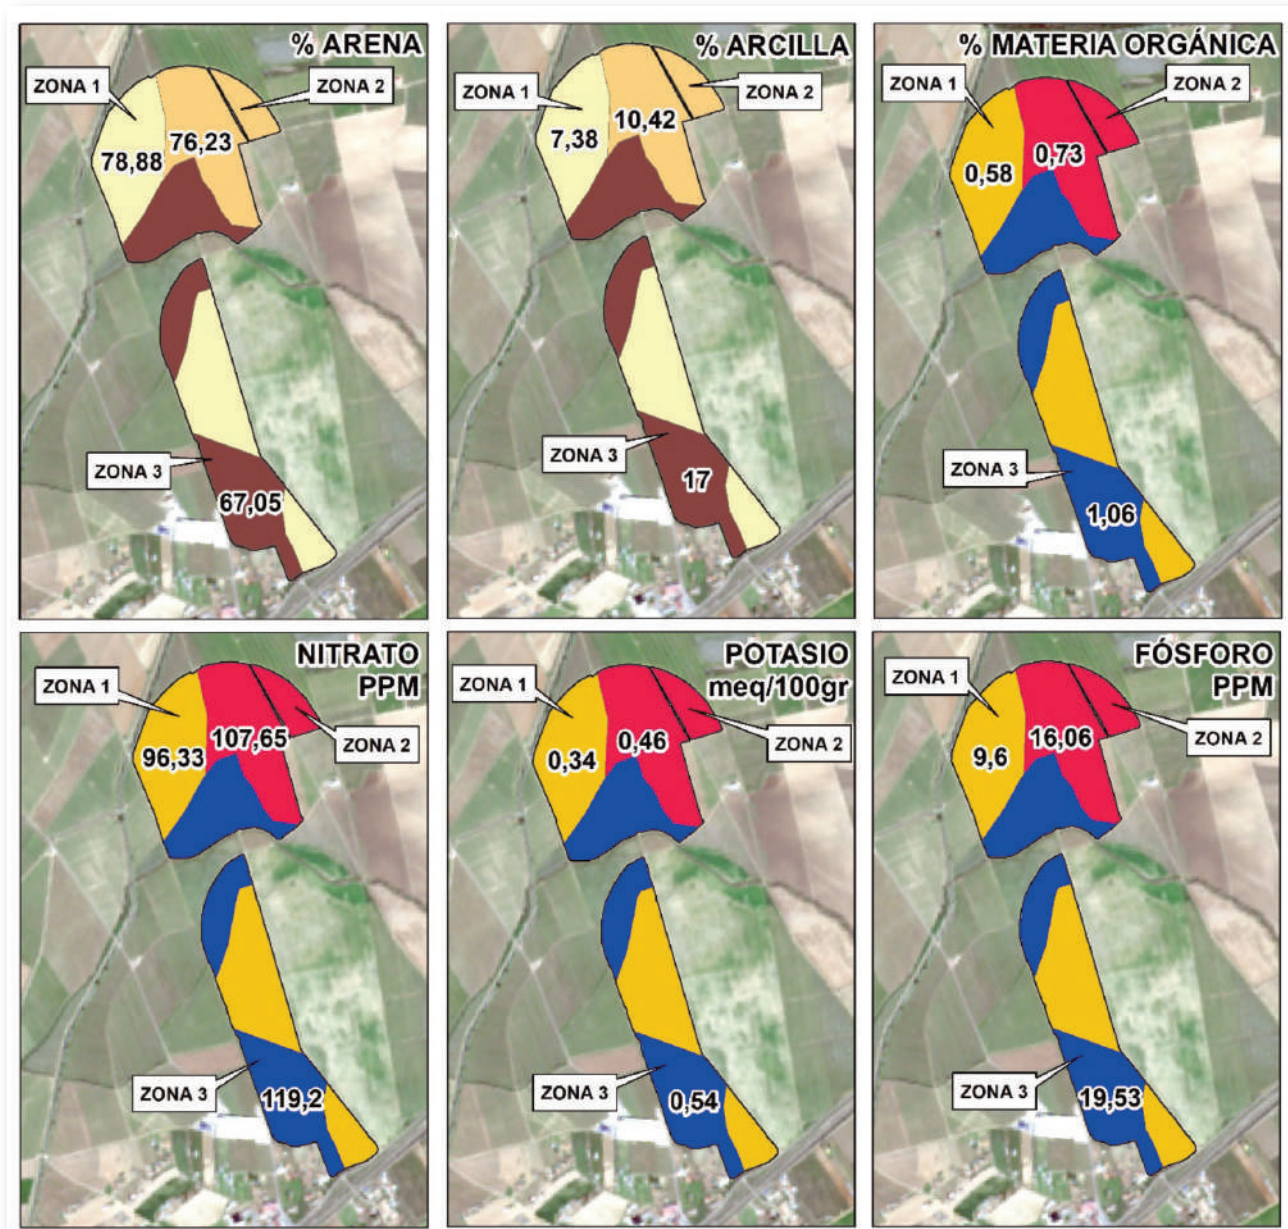 % ARENA
ZONA 1
ZONA 2
78,88
76,23
ZONA 3
67,05
% ARCILLA
ZONA 1
ZONA 2
7,38
10,42
ZONA 3
17
% MATERIA ORGÁNICA
ZONA 1
ZONA 2
0,58
0,73
ZONA 3
1,06
NITRATO
PPM
ZONA 1
ZONA 2
96,33
107,65
ZONA 3
119,2
POTASIO
meq/100gr
ZONA 1
ZONA 2
0,34
0,46
ZONA 3
0,54
FÓSFORO
PPM
ZONA 1
ZONA 2
9,6
16,06
ZONA 3
19,53